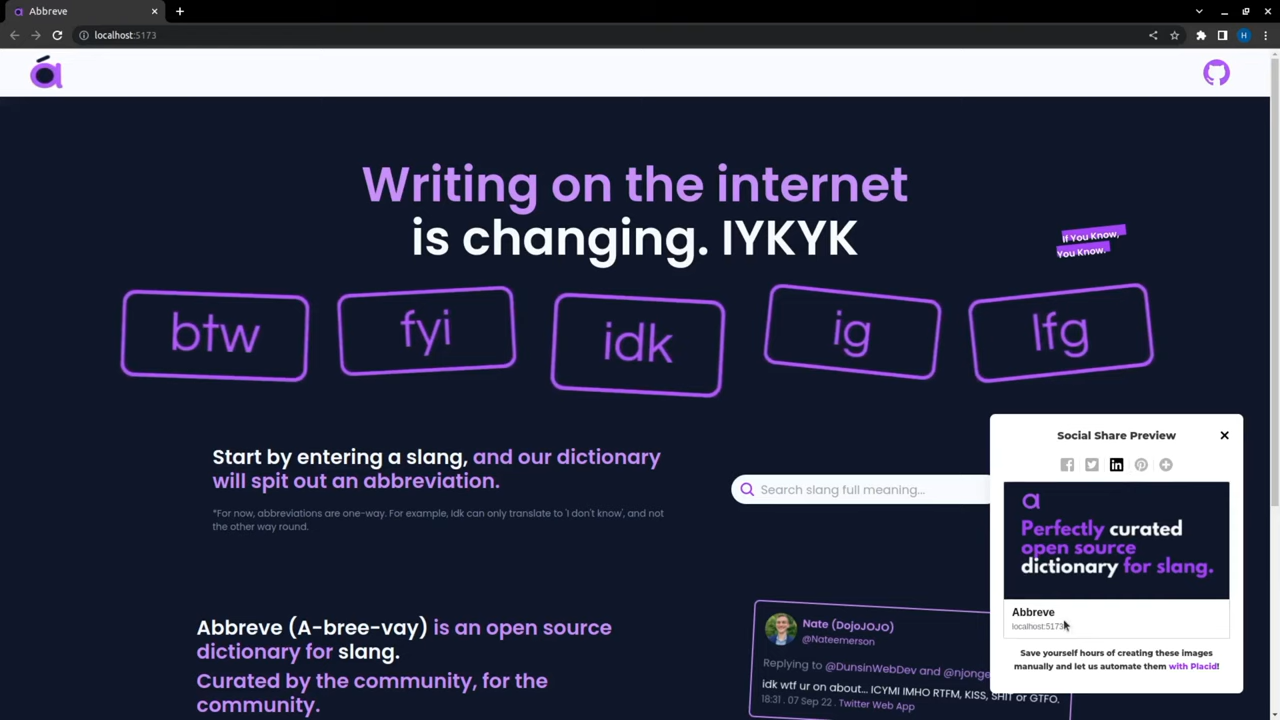 Abbreve
localhost:5173
H
á
Writing on the internet
is changing. IYKYK
If You Know,
You Know.
btw
fyi
idk
ig
lfg
Start by entering a slang, and our dictionary
will spit out an abbreviation.
*For now, abbreviations are one-way. For example, idk can only translate to 'I don't know', and not
the other way round.
Search slang full meaning...
Abbreve (A-bree-vay) is an open source
dictionary for slang.
Curated by the community, for the
community.
Nate (DojoJOJO)
@Nateemerson
Replying to @DunsinWebDev and @njong
idk wtf ur on about... ICYMI IMHO RTFM, KISS, SHIT or GTFO.
18:31 . 07 Sep 22 . Twitter Web App
Social Share Preview
a
Perfectly curated
open source
dictionary for slang.
Abbreve
localhost:5173
Save yourself hours of creating these images
manually and let us automate them with Placid!